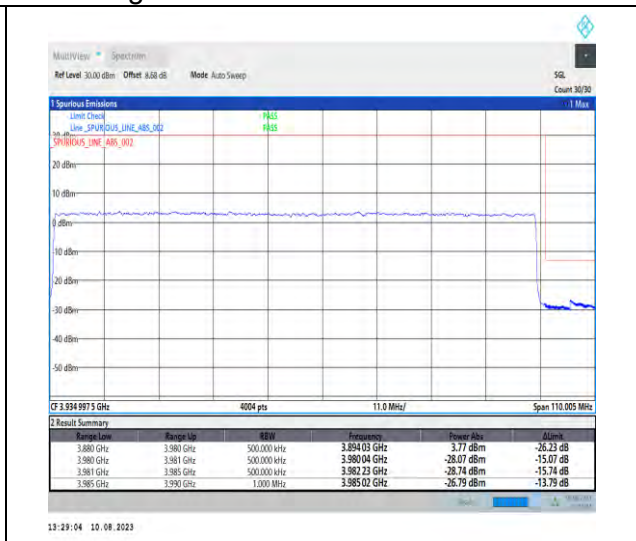 MultiView Spectrum
Ref Level 30.00 dBm Offset 8.68 dB Mode Auto Sweep SGL
Count 30/30
1 Spurious Emissions 1 Max
Limit Check PASS
Line _SPURIOUS_LINE_ABS_002 PASS
_SPURIOUS_LINE_ABS_002
20 dBm
10 dBm
0 dBm
-10 dBm
-20 dBm
-30 dBm
-40 dBm
-50 dBm
CF 3.934 997 5 GHz 4004 pts 11.0 MHz/ Span 110.005 MHz
2 Result Summary
Range Low Range Up RBW Frequency Power Abs ΔLimit
3.880 GHz 3.980 GHz 500.000 kHz 3.894 03 GHz 3.77 dBm -26.23 dB
3.980 GHz 3.981 GHz 500.000 kHz 3.980 04 GHz -28.07 dBm -15.07 dB
3.981 GHz 3.985 GHz 500.000 kHz 3.982 23 GHz -28.74 dBm -15.74 dB
3.985 GHz 3.990 GHz 1.000 MHz 3.985 02 GHz -26.79 dBm -13.79 dB
13:29:04 10.08.2023